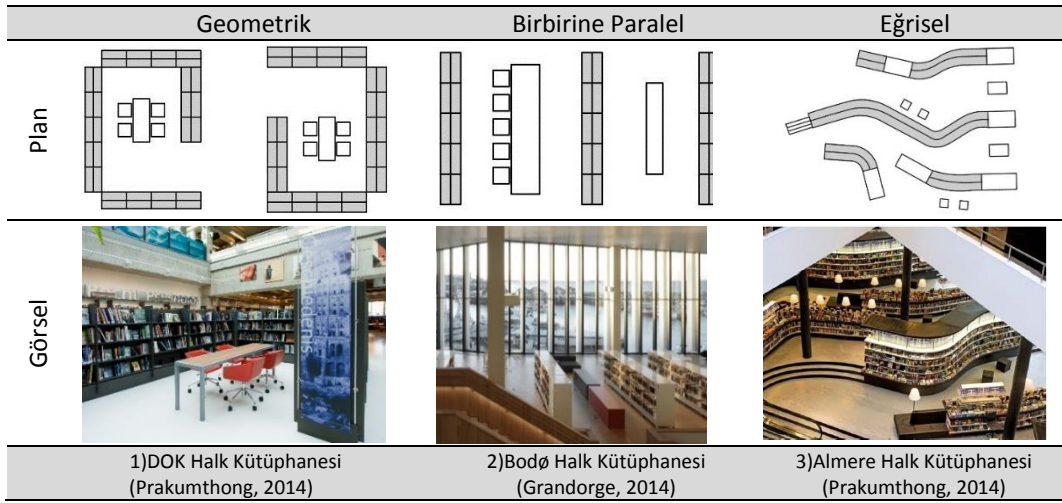 Geometrik Birbirine Paralel Eğrisel
Plan
Görsel
1)DOK Halk Kütüphanesi
(Prakumthong, 2014)
2)Bodø Halk Kütüphanesi
(Grandorge, 2014)
3)Almere Halk Kütüphanesi
(Prakumthong, 2014)